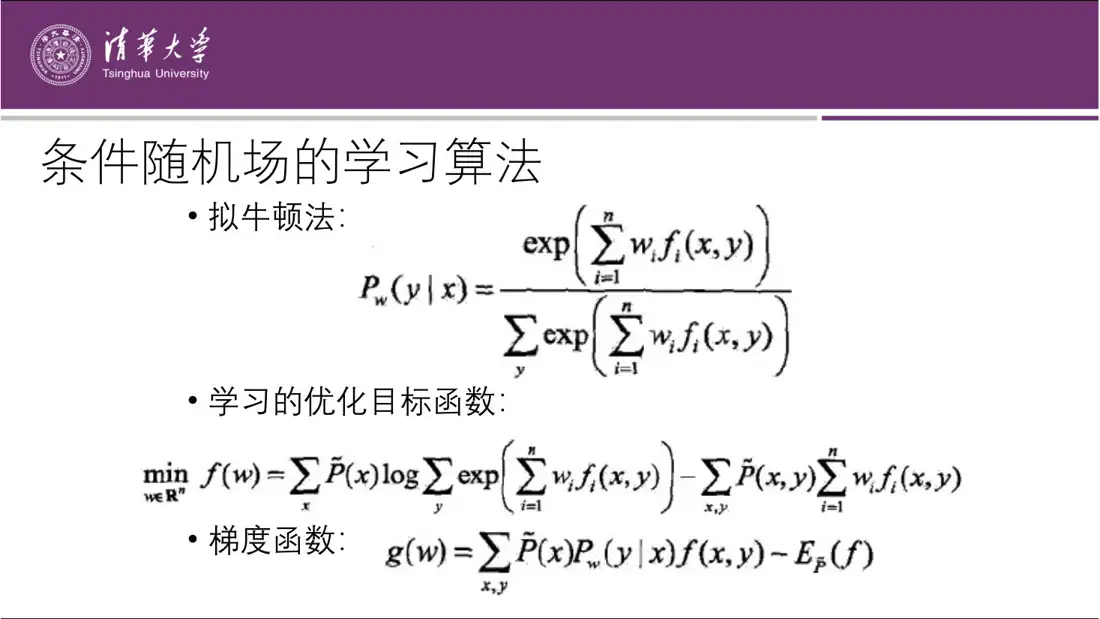 清华大学
Tsinghua University
条件随机场的学习算法
• 拟牛顿法:
P_w(y | x) = exp(∑_{i=1}^{n} w_i f_i(x, y)) / ∑_y exp(∑_{i=1}^{n} w_i f_i(x, y))
• 学习的优化目标函数:
min_{w∈R^n} f(w) = ∑_x P̃(x) log ∑_y exp(∑_{i=1}^{n} w_i f_i(x, y)) − ∑_{x,y} P̃(x, y) ∑_{i=1}^{n} w_i f_i(x, y)
• 梯度函数:
g(w) = ∑_{x,y} P̃(x) P_w(y | x) f(x, y) − E_P̃(f)